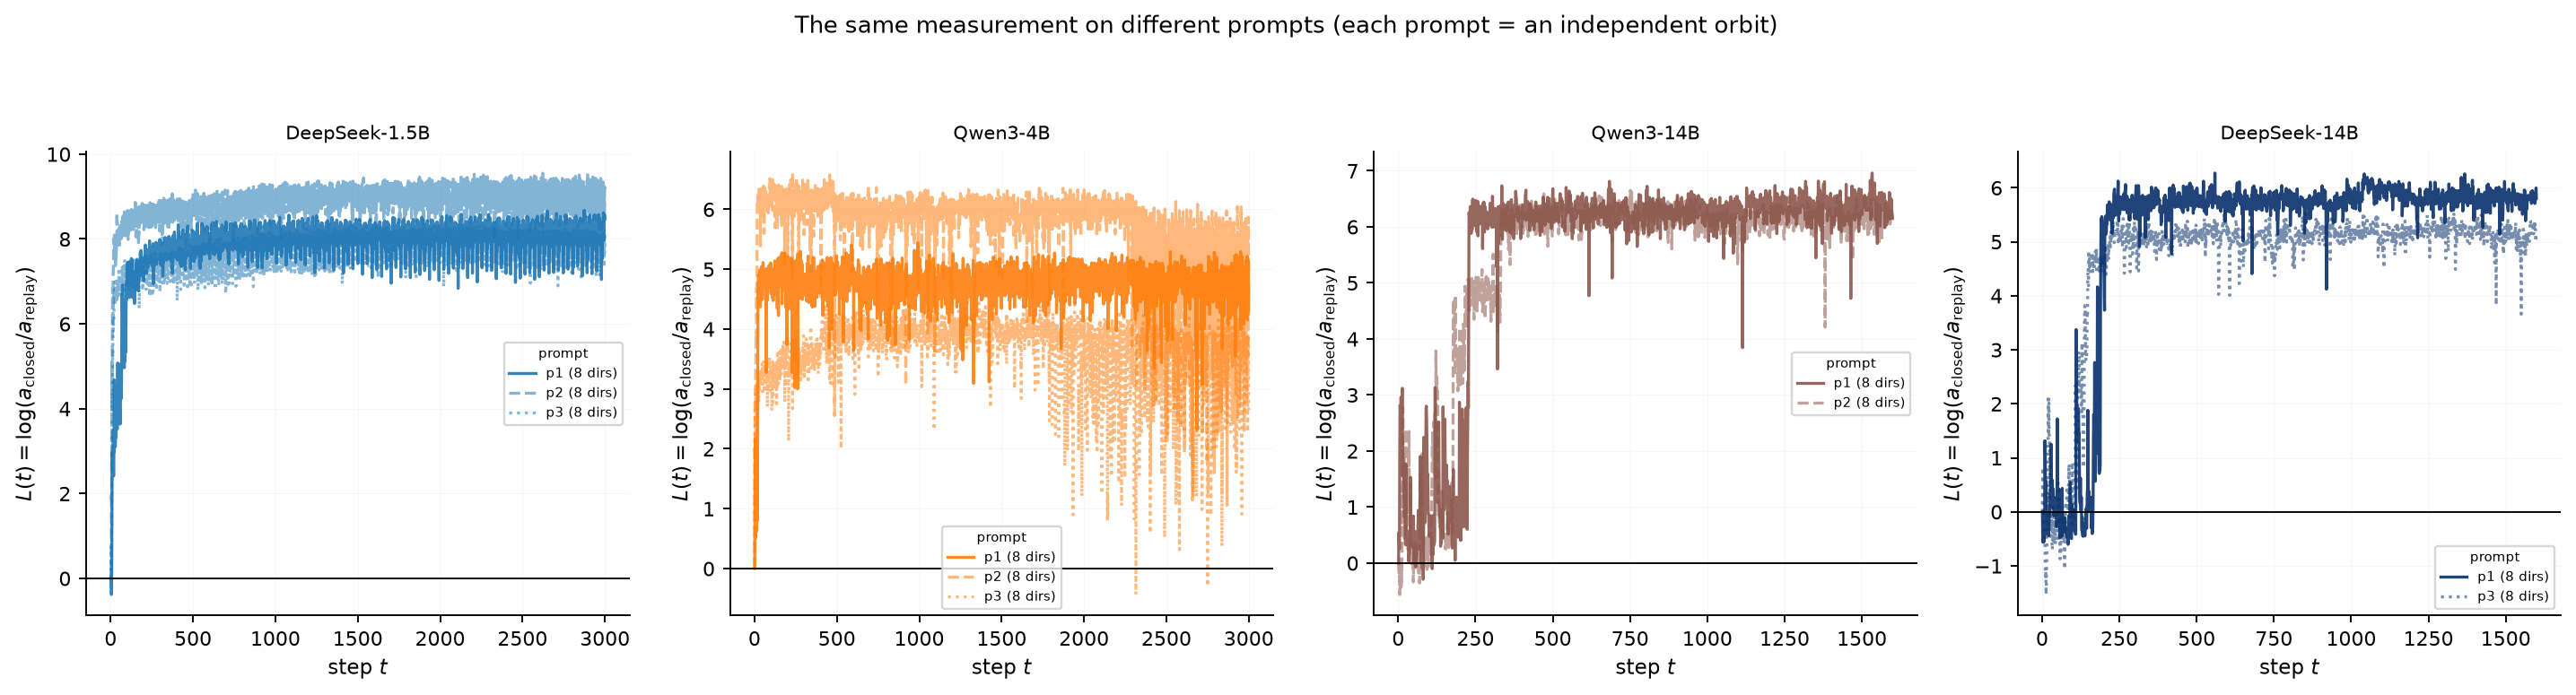 The same measurement on different prompts (each prompt = an independent orbit)
DeepSeek-1.5B
L(t) = log(a_closed/a_replay)
10
8
6
4
2
0
0 500 1000 1500 2000 2500 3000
step t
prompt
p1 (8 dirs)
p2 (8 dirs)
p3 (8 dirs)
Qwen3-4B
L(t) = log(a_closed/a_replay)
6
5
4
3
2
1
0
0 500 1000 1500 2000 2500 3000
step t
prompt
p1 (8 dirs)
p2 (8 dirs)
p3 (8 dirs)
Qwen3-14B
L(t) = log(a_closed/a_replay)
7
6
5
4
3
2
1
0
0 250 500 750 1000 1250 1500
step t
prompt
p1 (8 dirs)
p2 (8 dirs)
DeepSeek-14B
L(t) = log(a_closed/a_replay)
6
5
4
3
2
1
0
−1
0 250 500 750 1000 1250 1500
step t
prompt
p1 (8 dirs)
p3 (8 dirs)